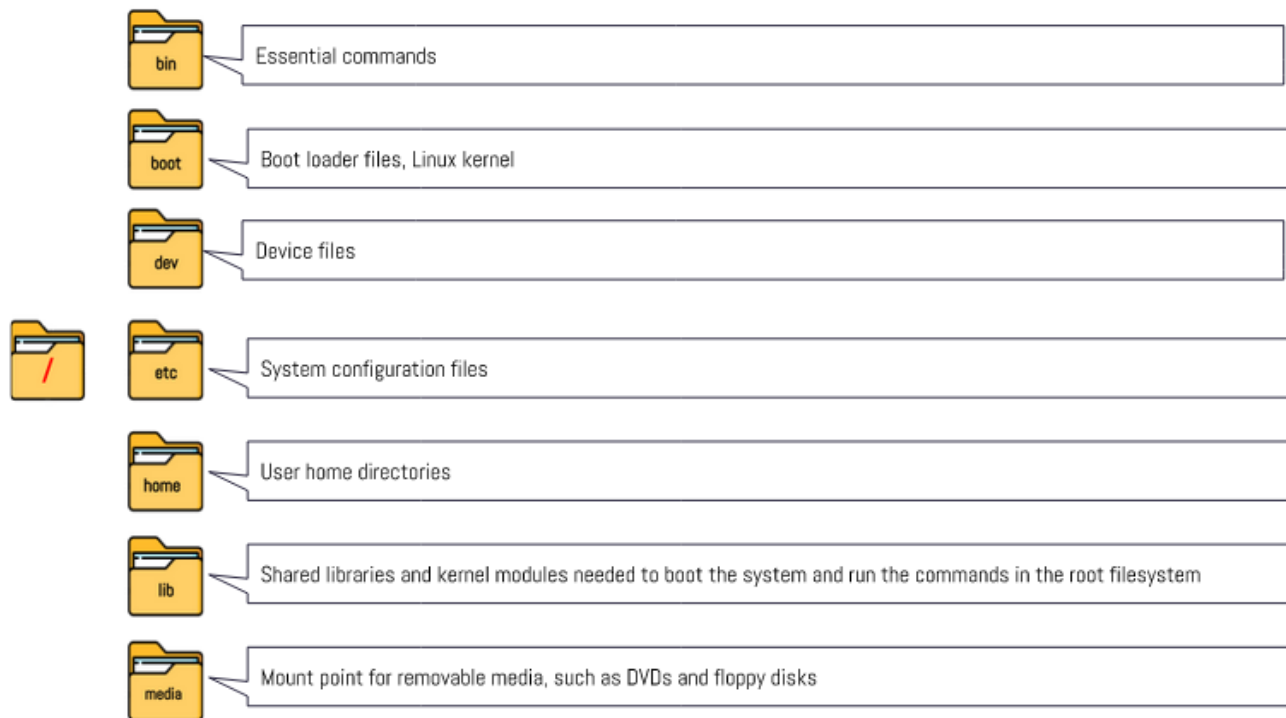 bin
Essential commands
boot
Boot loader files, Linux kernel
dev
Device files
/
etc
System configuration files
home
User home directories
lib
Shared libraries and kernel modules needed to boot the system and run the commands in the root filesystem
media
Mount point for removable media, such as DVDs and floppy disks